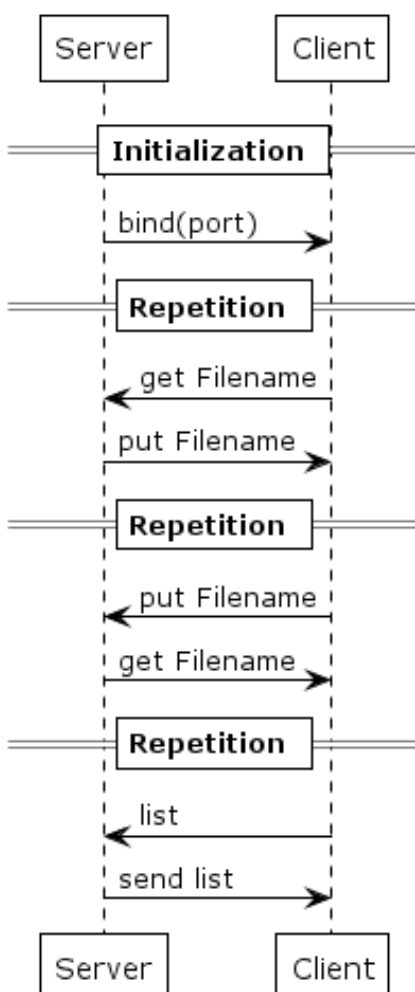 Server Client
Initialization
bind(port)
Repetition
get Filename
put Filename
Repetition
put Filename
get Filename
Repetition
list
send list
Server Client